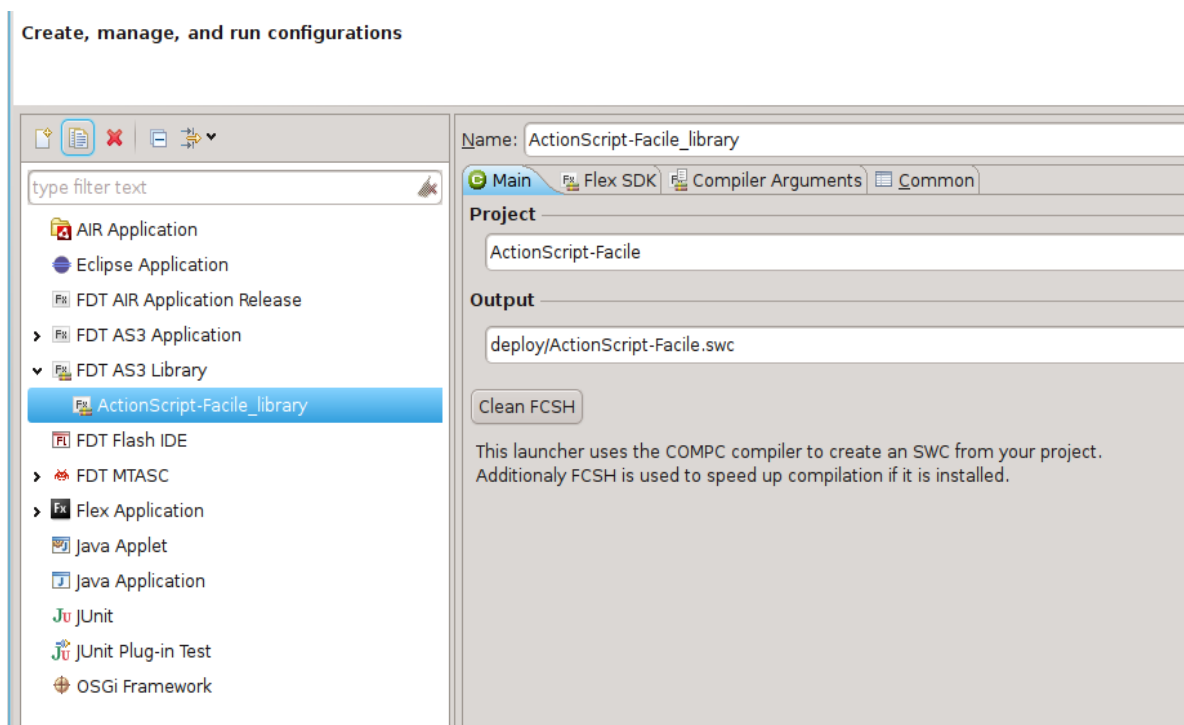 Create, manage, and run configurations
type filter text
AIR Application
Eclipse Application
FDT AIR Application Release
FDT AS3 Application
FDT AS3 Library
ActionScript-Facile_library
FDT Flash IDE
FDT MTASC
Flex Application
Java Applet
Java Application
JUnit
JUnit Plug-in Test
OSGi Framework
Name: ActionScript-Facile_library
Main Flex SDK Compiler Arguments Common
Project
ActionScript-Facile
Output
deploy/ActionScript-Facile.swc
Clean FCSH
This launcher uses the COMPC compiler to create an SWC from your project.
Additionaly FCSH is used to speed up compilation if it is installed.